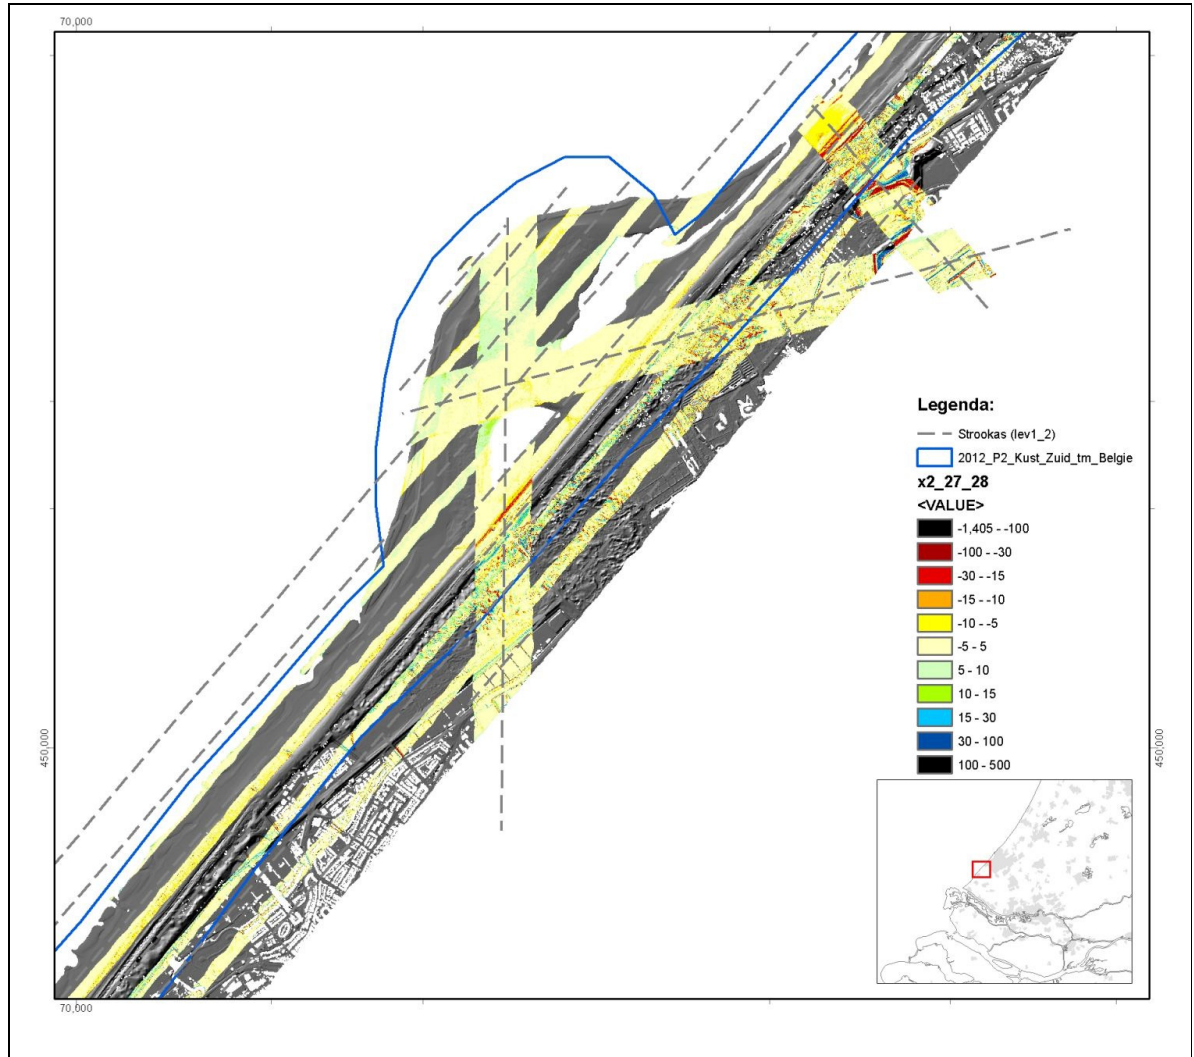 70,000
450,000
450,000
Legenda:
Strookas (lev1_2)
2012_P2_Kust_Zuid_tm_Belgie
x2_27_28
<VALUE>
-1,405 - -100
-100 - -30
-30 - -15
-15 - -10
-10 - -5
-5 - 5
5 - 10
10 - 15
15 - 30
30 - 100
100 - 500
70,000